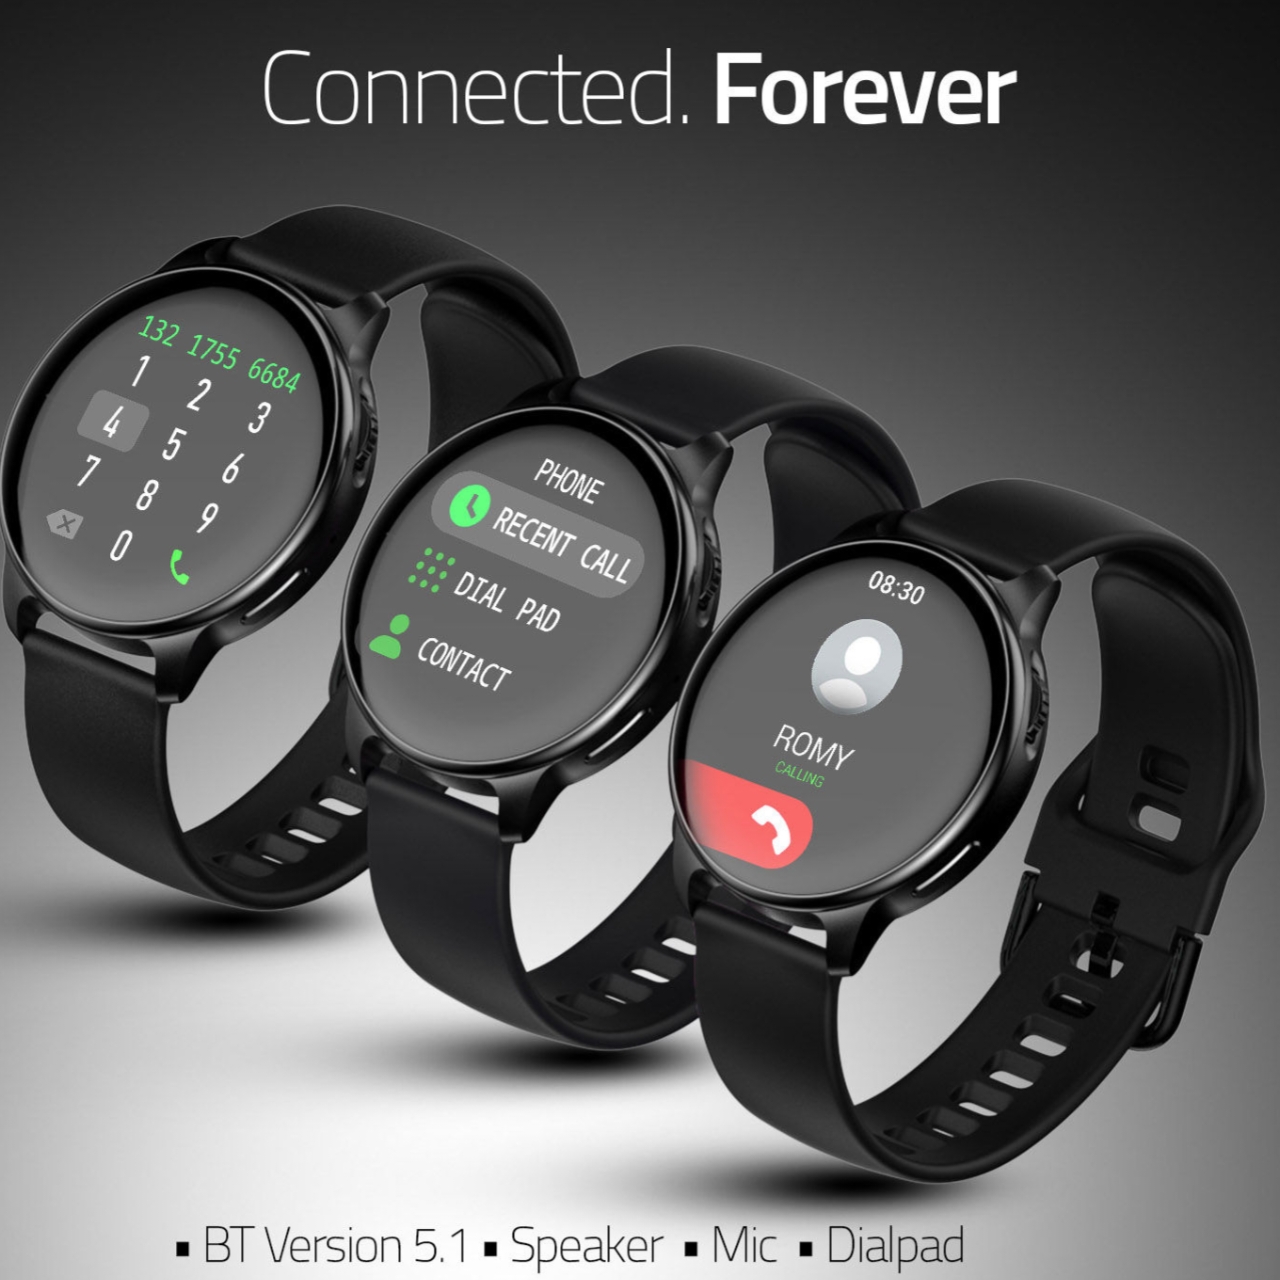 Connected. Forever
132 1755 6684
1 2 3
4 5 6
7 8 9
0
PHONE
RECENT CALL
DIAL PAD
CONTACT
08:30
ROMY
CALLING
▪ BT Version 5.1 ▪ Speaker ▪ Mic ▪ Dialpad